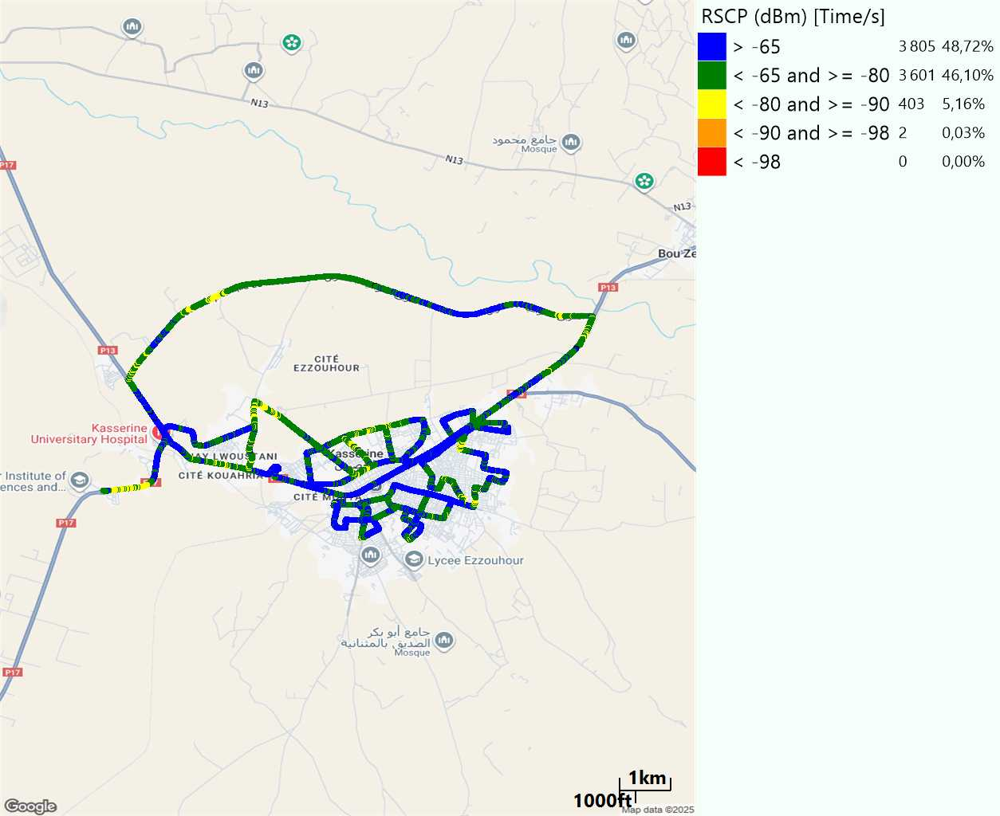 RSCP (dBm) [Time/s]
> -65 3 805 48,72%
< -65 and >= -80 3 601 46,10%
< -80 and >= -90 403 5,16%
< -90 and >= -98 2 0,03%
< -98 0 0,00%
N13
جامع محمود
Mosque
N13
P17
N13
Bou Ze
P13
P13
CITÉ
EZZOUHOUR
Kasserine
Universitary Hospital
Kasserine
AY LWOUSTANI
CITÉ KOUAHRIA
Institute of
ences and...
CITÉ
P17
Lycee Ezzouhour
جامع أبو بكر
الصديق بالمثنانية
Mosque
P17
1km
1000ft
Google
Map data ©2025